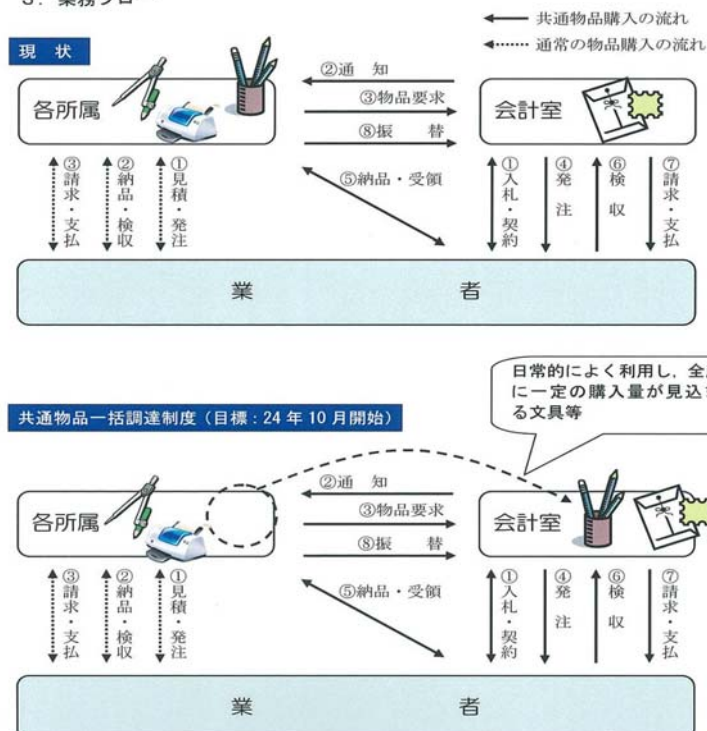 業務フロー
共通物品購入の流れ
通常の物品購入の流れ
現状
各所属
②通 知
③物品要求
⑧振 替
会計室
③請求・支払
②納品・検収
①見積・発注
⑤納品・受領
①入札・契約
④発 注
⑥検 収
⑦請求・支払
業 者
日常的によく利用し,全
に一定の購入量が見込
る文具等
共通物品一括調達制度(目標:24年10月開始)
各所属
②通 知
③物品要求
⑧振 替
会計室
③請求・支払
②納品・検収
①見積・発注
⑤納品・受領
①入札・契約
④発 注
⑥検 収
⑦請求・支払
業 者